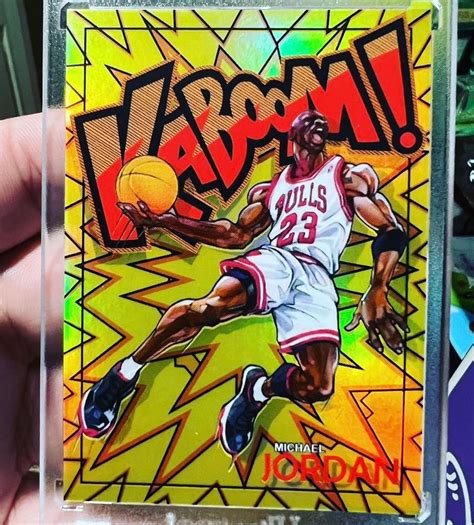 KABOOM!
BULLS
23
MICHAEL
JORDAN